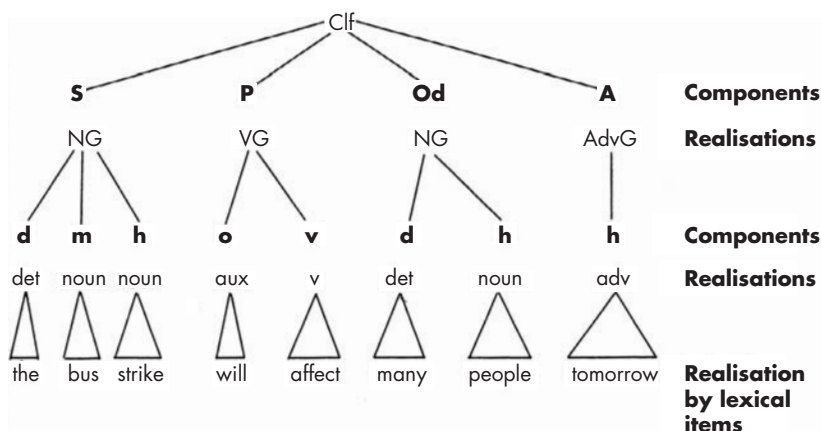 Clf
S P Od A Components
NG VG NG AdvG Realisations
d m h o v d h h Components
det noun noun aux v det noun adv Realisations
the bus strike will affect many people tomorrow Realisation
by lexical
items